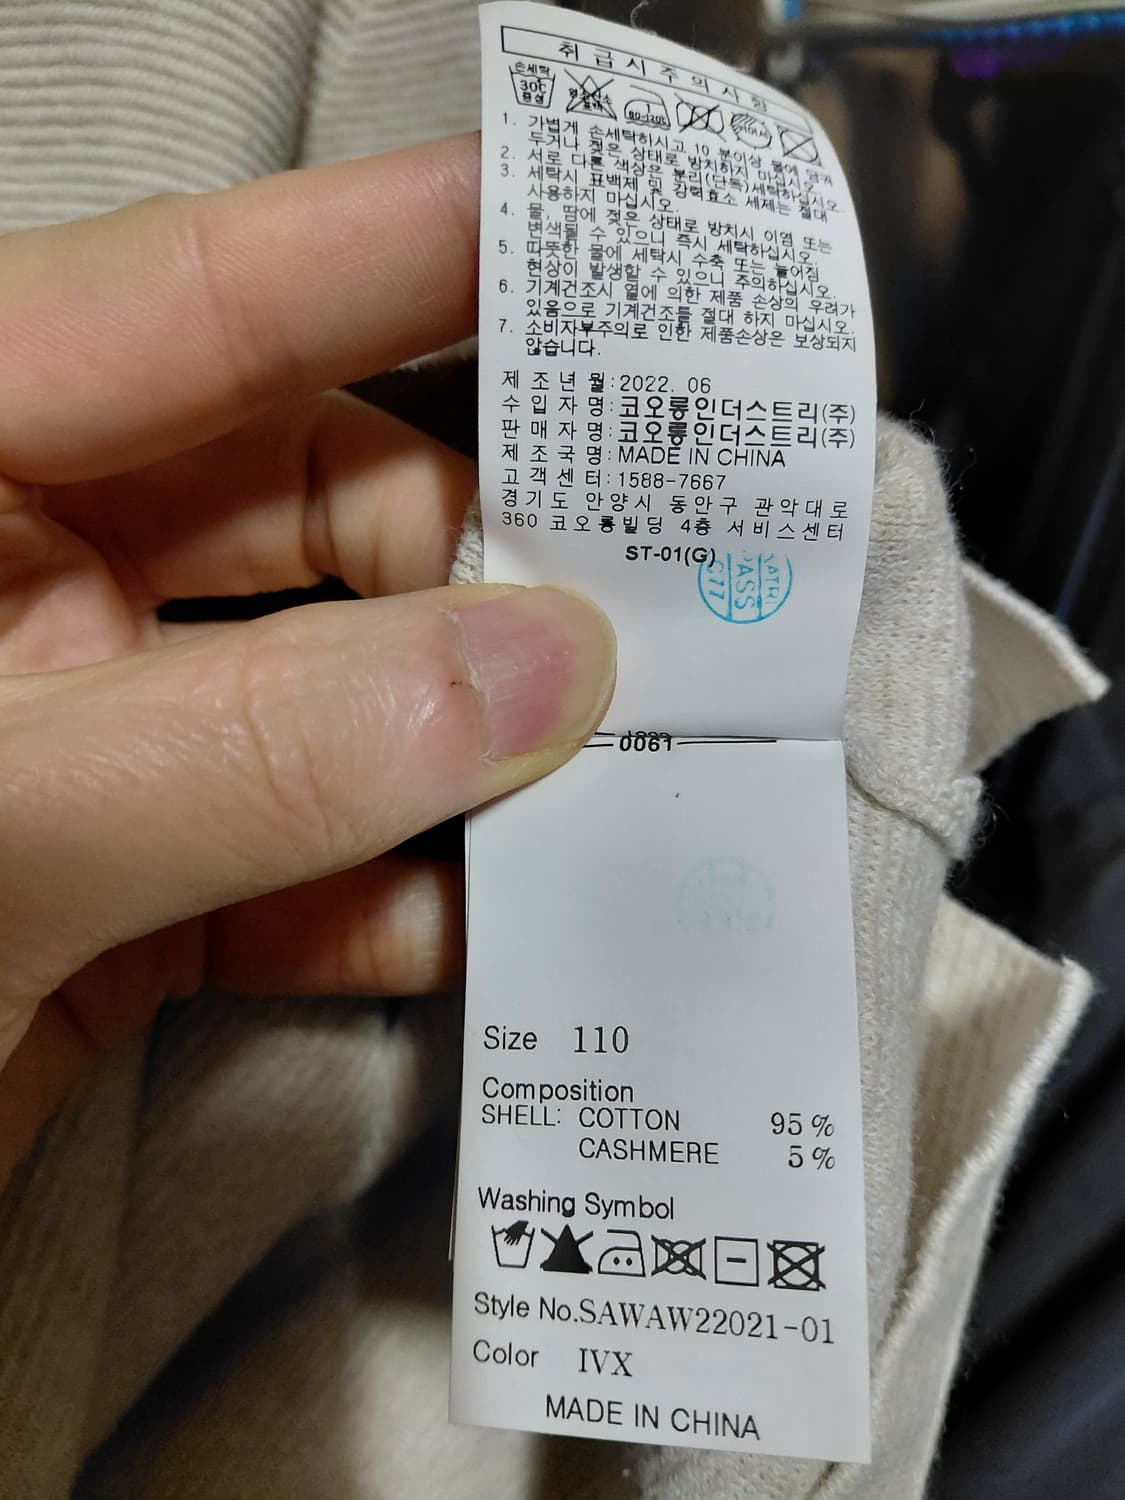 취급시주의사항
손세탁
30℃
중성
염소산소
표백
80~120℃
뉘어서
1. 가볍게 손세탁하시고 10 분이상 물에 담궈
두거나 젖은 상태로 방치하지 마십시오.
2. 서로 다른 색상은 분리(단독)세탁하십시오.
3. 세탁시 표백제 및 강력효소 세제는 절대
사용하지 마십시오.
4. 물, 땀에 젖은 상태로 방치시 이염 또는
변색될 수 있으니 즉시 세탁하십시오.
5. 따뜻한 물에 세탁시 수축 또는 늘어짐
현상이 발생할 수 있으니 주의하십시오.
6. 기계건조시 열에 의한 제품 손상의 우려가
있음으로 기계건조를 절대 하지 마십시오.
7. 소비자부주의로 인한 제품손상은 보상되지
않습니다.
제조년월:2022. 06
수입자명:코오롱인더스트리(주)
판매자명:코오롱인더스트리(주)
제조국명:MADE IN CHINA
고객센터:1588-7667
경기도 안양시 동안구 관악대로
360 코오롱빌딩 4층 서비스센터
ST-01(G)
KATRI
PASS
C77
0061
Size 110
Composition
SHELL: COTTON 95 %
CASHMERE 5 %
Washing Symbol
Style No.SAWAW22021-01
Color IVX
MADE IN CHINA